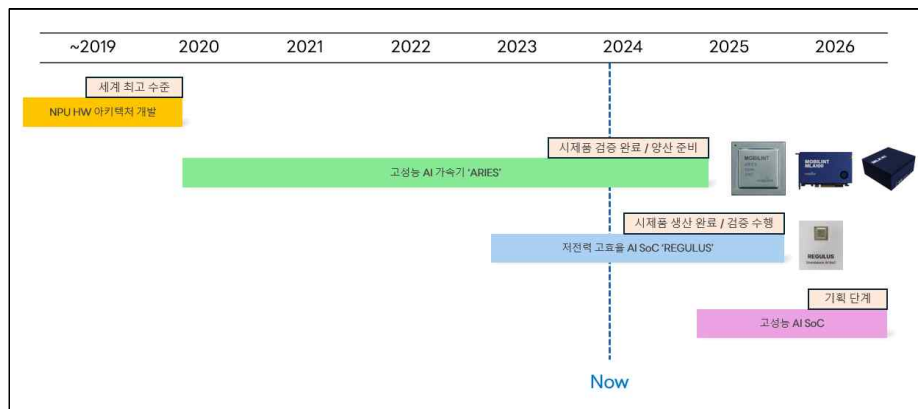 ~2019 2020 2021 2022 2023 2024 2025 2026
세계 최고 수준
NPU HW 아키텍처 개발
시제품 검증 완료 / 양산 준비
고성능 AI 가속기 'ARIES'
MOBILINT
MOBILINT
시제품 생산 완료 / 검증 수행
저전력 고효율 AI SoC 'REGULUS'
REGULUS
기획 단계
고성능 AI SoC
Now